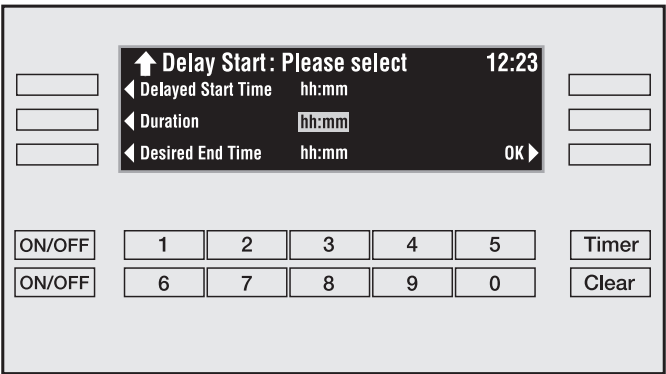 Delay Start: Please select 12:23
Delayed Start Time hh:mm
Duration hh:mm
Desired End Time hh:mm OK
ON/OFF 1 2 3 4 5 Timer
ON/OFF 6 7 8 9 0 Clear